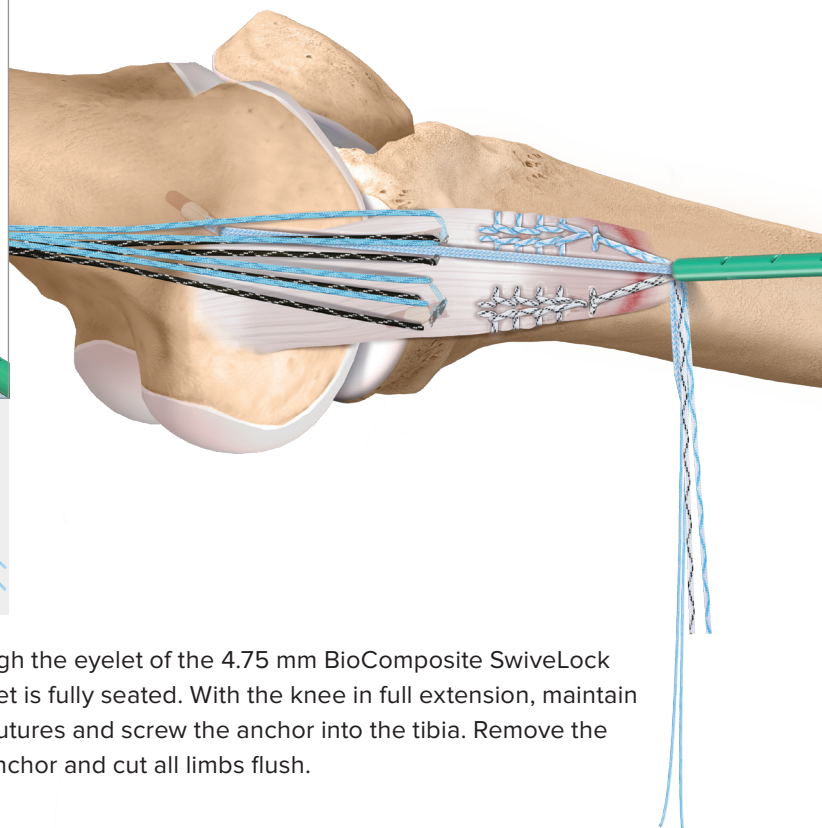 gh the eyelet of the 4.75 mm BioComposite SwiveLock
et is fully seated. With the knee in full extension, maintain
utures and screw the anchor into the tibia. Remove the
nchor and cut all limbs flush.